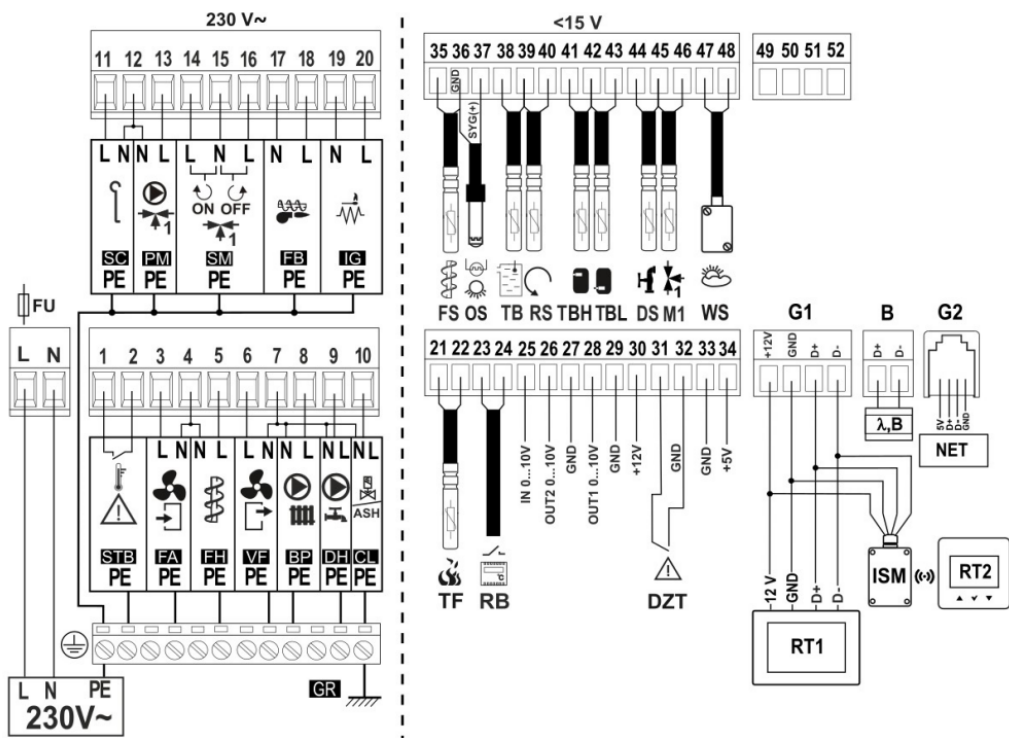 230 V~
11 12 13 14 15 16 17 18 19 20
L N N L L N L N L N L
ON OFF
1 1
SC PM SM FB IG
PE PE PE PE PE
FU
L N
1 2 3 4 5 6 7 8 9 10
L N L L N L N L N L
ASH
STB FA FH VF BP DH CL
PE PE PE PE PE PE PE
GR
L N PE
230V~
<15 V
35 36 37 38 39 40 41 42 43 44 45 46 47 48
49 50 51 52
GND
SYG(+)
1
FS OS TB RS TBH TBL DS M1 WS
21 22 23 24 25 26 27 28 29 30 31 32 33 34
IN 0...10V
OUT2 0...10V
GND
OUT1 0...10V
GND
+12V
GND
GND
+5V
°C
TF RB DZT
G1 B G2
+12V GND D+ D-
D+ D-
λ,B
5V D+ D- GND
NET
12 V GND D+ D-
ISM
RT2
RT1